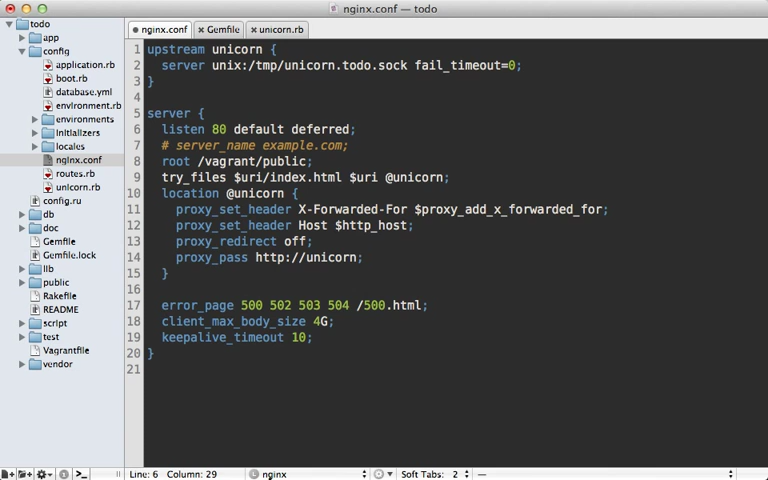 nginx.conf — todo
todo
app
config
application.rb
boot.rb
database.yml
environment.rb
environments
initializers
locales
nginx.conf
routes.rb
unicorn.rb
config.ru
db
doc
Gemfile
Gemfile.lock
lib
public
Rakefile
README
script
test
Vagrantfile
vendor
nginx.conf
Gemfile
unicorn.rb
1 upstream unicorn {
2 server unix:/tmp/unicorn.todo.sock fail_timeout=0;
3 }
4
5 server {
6 listen 80 default deferred;
7 # server_name example.com;
8 root /vagrant/public;
9 try_files $uri/index.html $uri @unicorn;
10 location @unicorn {
11 proxy_set_header X-Forwarded-For $proxy_add_x_forwarded_for;
12 proxy_set_header Host $http_host;
13 proxy_redirect off;
14 proxy_pass http://unicorn;
15 }
16
17 error_page 500 502 503 504 /500.html;
18 client_max_body_size 4G;
19 keepalive_timeout 10;
20 }
21
Line: 6 Column: 29 nginx Soft Tabs: 2 —